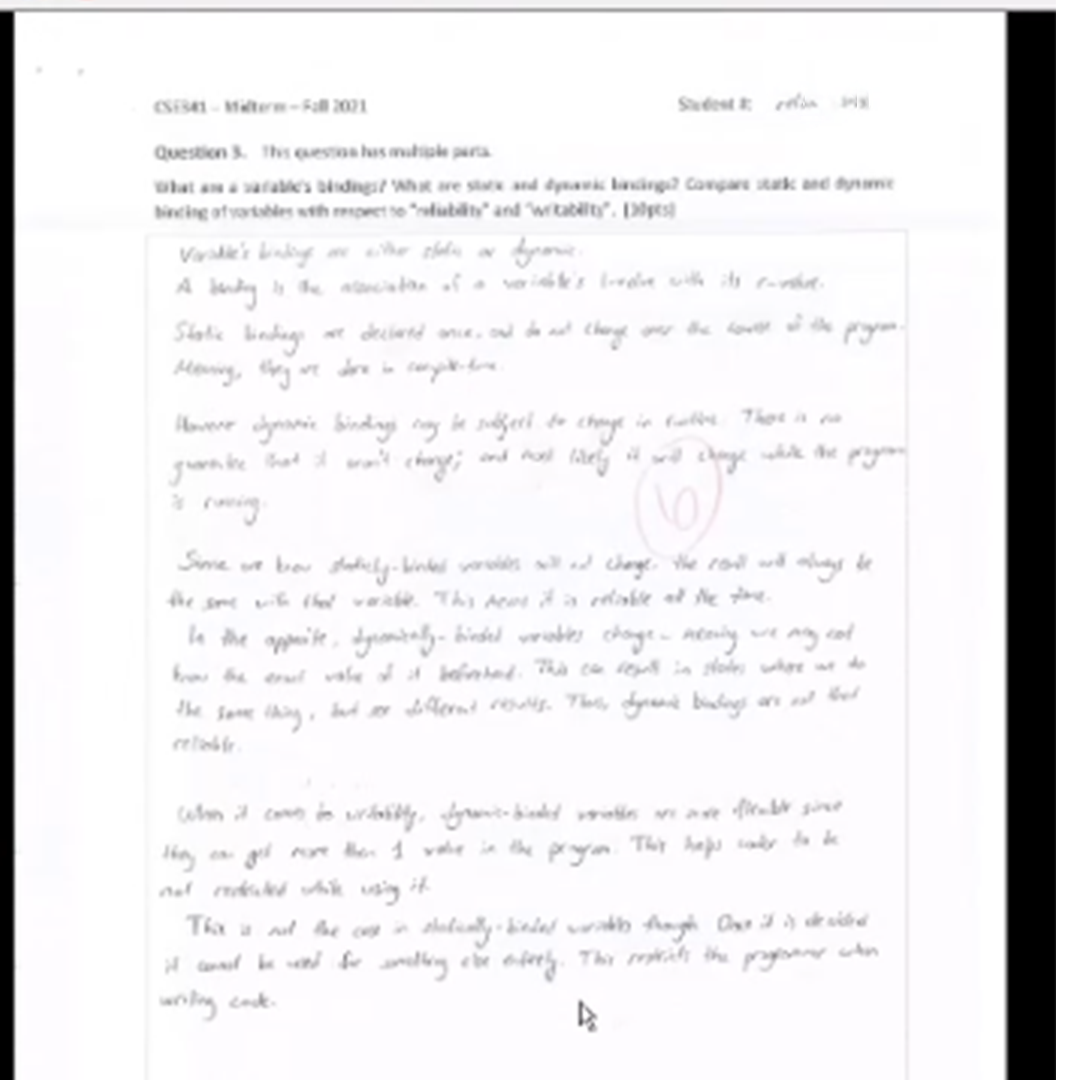 CSE341 – Midterm – Fall 2021
Student #:
Question 3. This question has multiple parts.
What are a variable's bindings? What are static and dynamic bindings? Compare static and dynamic
binding of variables with respect to "reliability" and "writability". [10pts]
Variable's bindings are either static or dynamic.
A binding is the association of a variable's l-value with its r-value.
Static bindings are declared once, and do not change over the course of the program.
Meaning, they are done in compile-time.
However dynamic bindings may be subject to change in runtime. There is no
guarantee that it won't change; and most likely it will change while the program
is running.
6
Since we know staticly-binded variables will not change. the result will always be
the same with that variable. This means it is reliable all the time.
In the opposite, dynamically-binded variables change - meaning we may not
know the exact value of it beforehand. This can result in states where we do
the same thing, but see different results. Thus, dynamic bindings are not that
reliable.
When it comes to writability, dynamic-binded variables are more flexible since
they can get more than 1 value in the program. This helps coder to be
not restricted while using it.
This is not the case in statically-binded variables though. Once it is decided
it cannot be used for something else entirely. This restricts the programmer when
writing code.